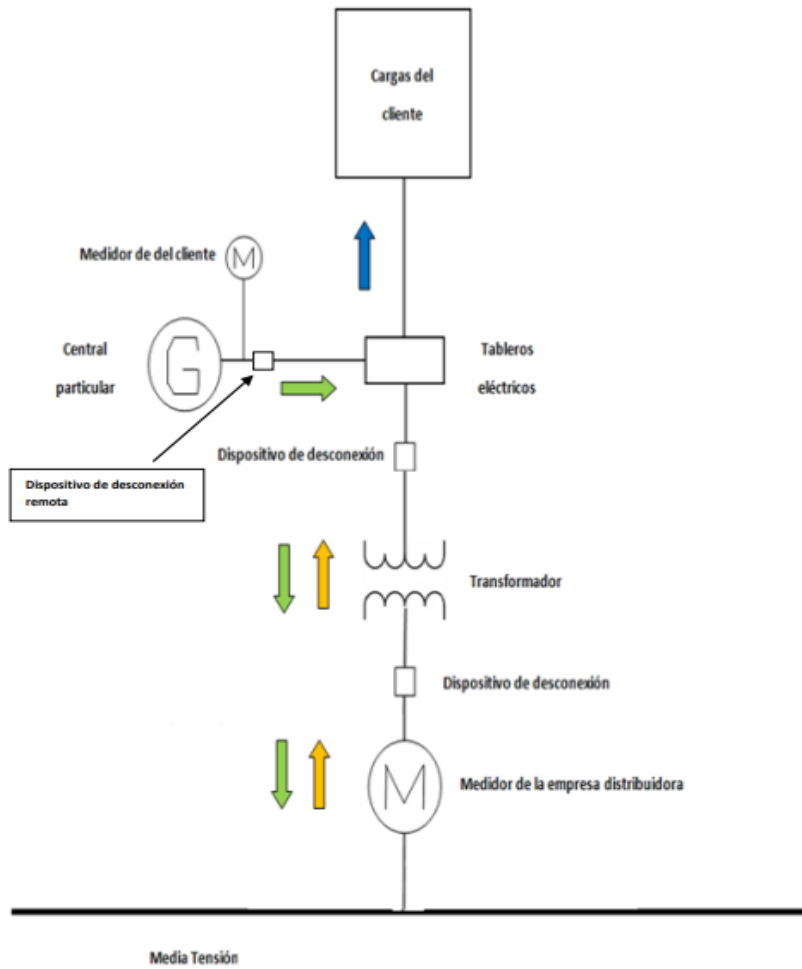 Cargas del
cliente
Medidor de del cliente
M
Central
particular
G
Tableros
eléctricos
Dispositivo de desconexión
Dispositivo de desconexión
remota
Transformador
Dispositivo de desconexión
M
Medidor de la empresa distribuidora
Media Tensión